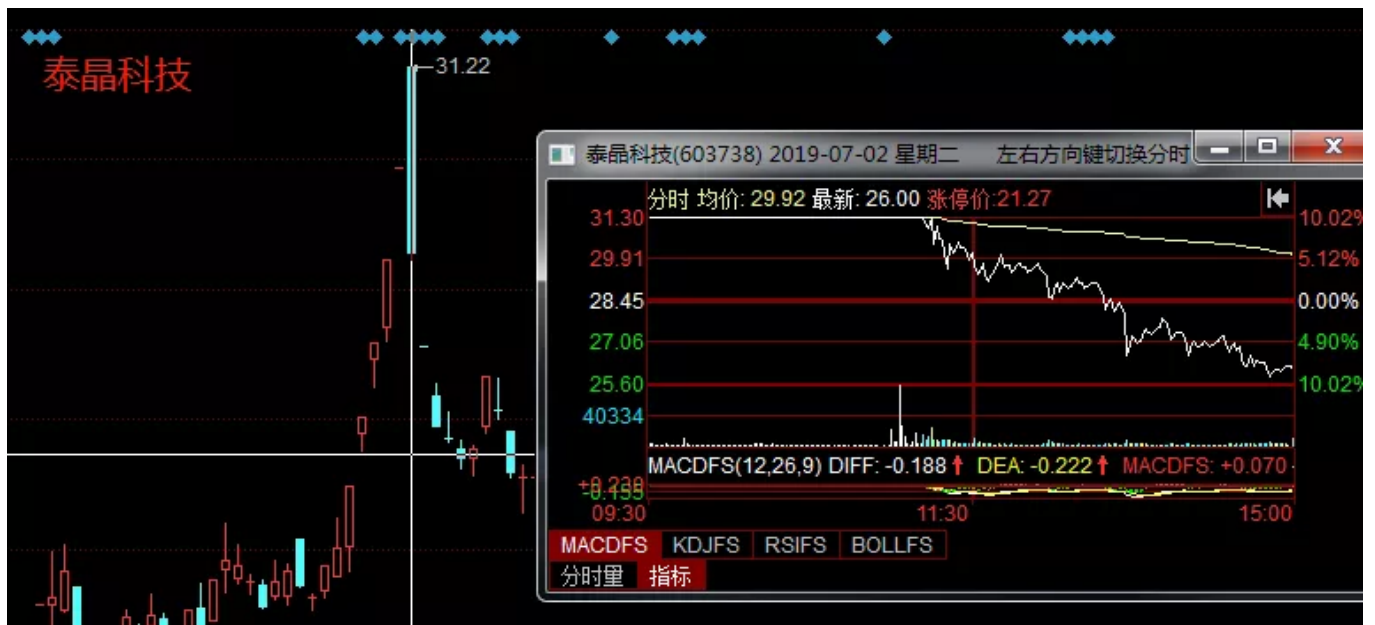 泰晶科技
31.22
泰晶科技(603738) 2019-07-02 星期二 左右方向键切换分时
分时 均价: 29.92 最新: 26.00 涨停价:21.27
31.30 10.02%
29.91 5.12%
28.45 0.00%
27.06 4.90%
25.60 10.02%
40334
MACDFS(12,26,9) DIFF: -0.188 DEA: -0.222 MACDFS: +0.070
09:30 11:30 15:00
MACDFS KDJFS RSIFS BOLLFS
分时量 指标